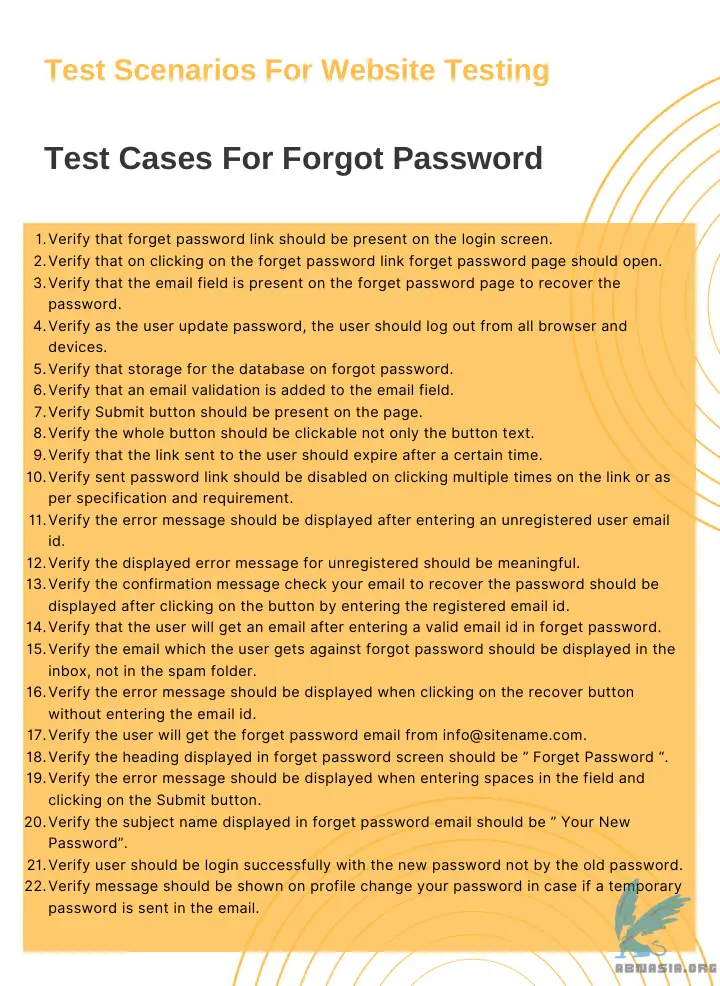 Test Scenarios For Website Testing
Test Cases For Forgot Password
1. Verify that forget password link should be present on the login screen.
2. Verify that on clicking on the forget password link forget password page should open.
3. Verify that the email field is present on the forget password page to recover the
password.
4. Verify as the user update password, the user should log out from all browser and
devices.
5. Verify that storage for the database on forgot password.
6. Verify that an email validation is added to the email field.
7. Verify Submit button should be present on the page.
8. Verify the whole button should be clickable not only the button text.
9. Verify that the link sent to the user should expire after a certain time.
10. Verify sent password link should be disabled on clicking multiple times on the link or as
per specification and requirement.
11. Verify the error message should be displayed after entering an unregistered user email
id.
12. Verify the displayed error message for unregistered should be meaningful.
13. Verify the confirmation message check your email to recover the password should be
displayed after clicking on the button by entering the registered email id.
14. Verify that the user will get an email after entering a valid email id in forget password.
15. Verify the email which the user gets against forgot password should be displayed in the
inbox, not in the spam folder.
16. Verify the error message should be displayed when clicking on the recover button
without entering the email id.
17. Verify the user will get the forget password email from info@sitename.com.
18. Verify the heading displayed in forget password screen should be ” Forget Password “.
19. Verify the error message should be displayed when entering spaces in the field and
clicking on the Submit button.
20. Verify the subject name displayed in forget password email should be ” Your New
Password”.
21. Verify user should be login successfully with the new password not by the old password.
22. Verify message should be shown on profile change your password in case if a temporary
password is sent in the email.
ABNASIA.ORG